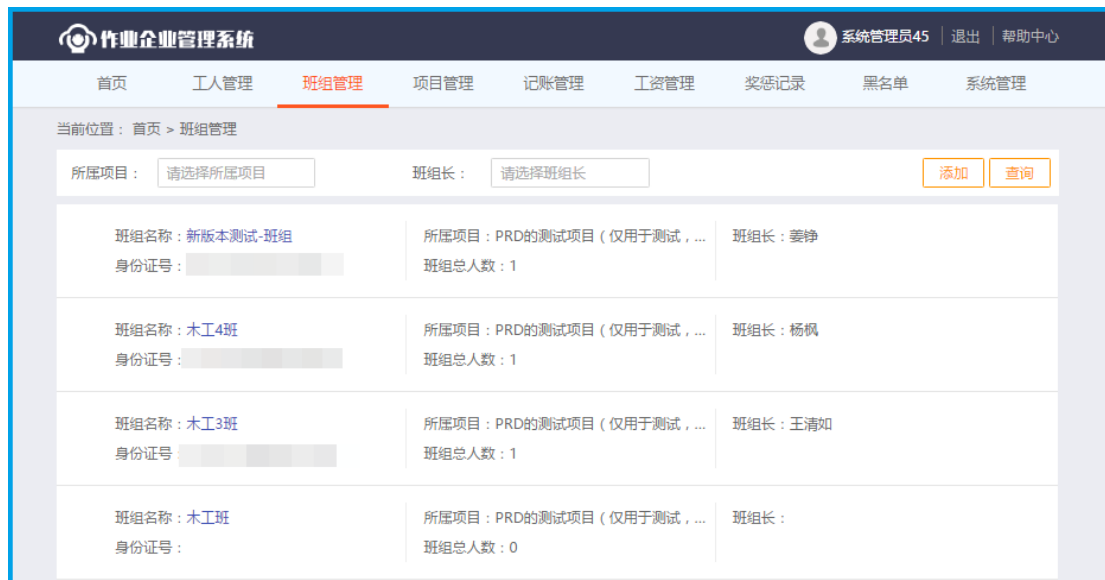 作业企业管理系统 系统管理员45 退出 帮助中心
首页 工人管理 班组管理 项目管理 记账管理 工资管理 奖惩记录 黑名单 系统管理
当前位置： 首页 > 班组管理
所属项目： 请选择所属项目 班组长： 请选择班组长 添加 查询
班组名称：新版本测试-班组 所属项目：PRD的测试项目（仅用于测试，... 班组长：姜铮
身份证号： 班组总人数：1
班组名称：木工4班 所属项目：PRD的测试项目（仅用于测试，... 班组长：杨枫
身份证号： 班组总人数：1
班组名称：木工3班 所属项目：PRD的测试项目（仅用于测试，... 班组长：王清如
身份证号 班组总人数：1
班组名称：木工班 所属项目：PRD的测试项目（仅用于测试，... 班组长：
身份证号： 班组总人数：0